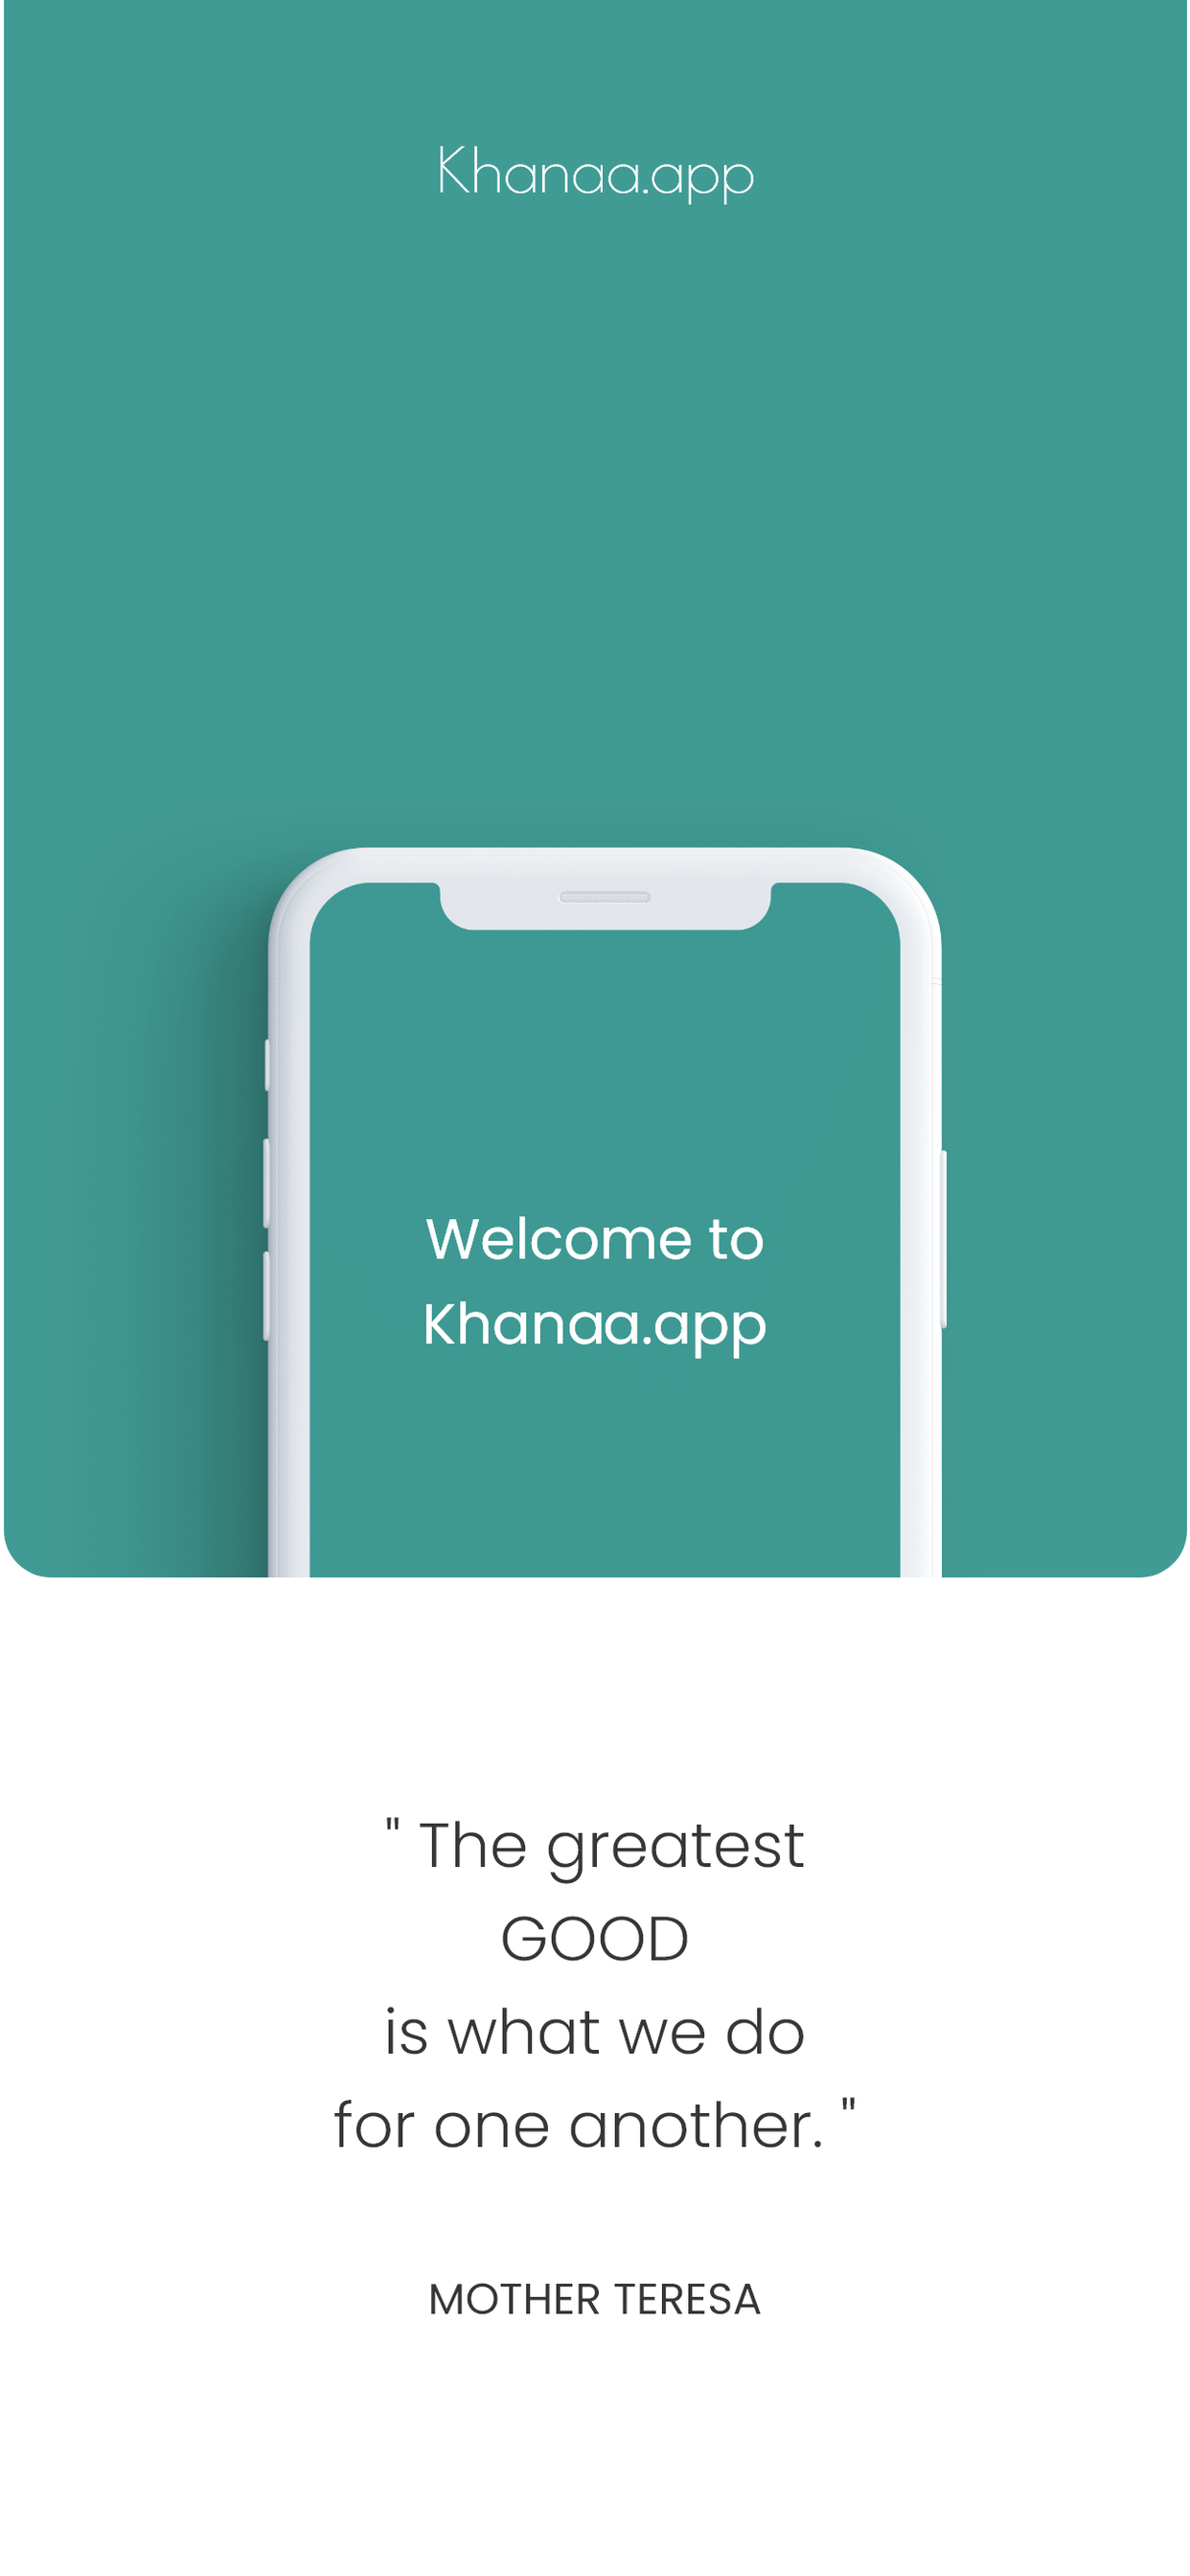 Khanaa.app
Welcome to
Khanaa.app
" The greatest
GOOD
is what we do
for one another. "
MOTHER TERESA